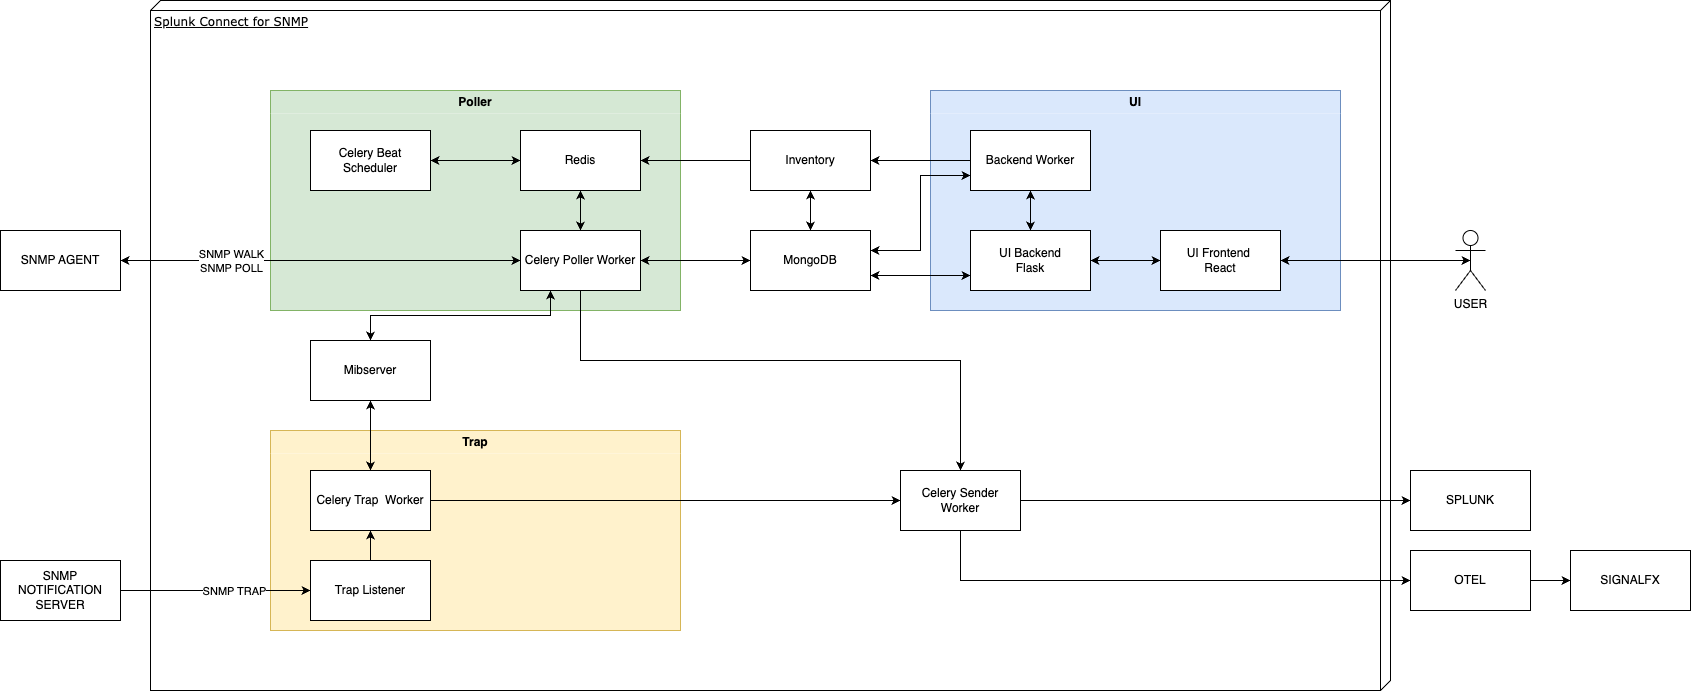 Splunk Connect for SNMP
Poller
UI
Celery Beat
Scheduler
Redis
Inventory
Backend Worker
SNMP AGENT
SNMP WALK
SNMP POLL
Celery Poller Worker
MongoDB
UI Backend
Flask
UI Frontend
React
USER
Mibserver
Trap
Celery Trap  Worker
Celery Sender
Worker
SPLUNK
SNMP
NOTIFICATION
SERVER
SNMP TRAP
Trap Listener
OTEL
SIGNALFX